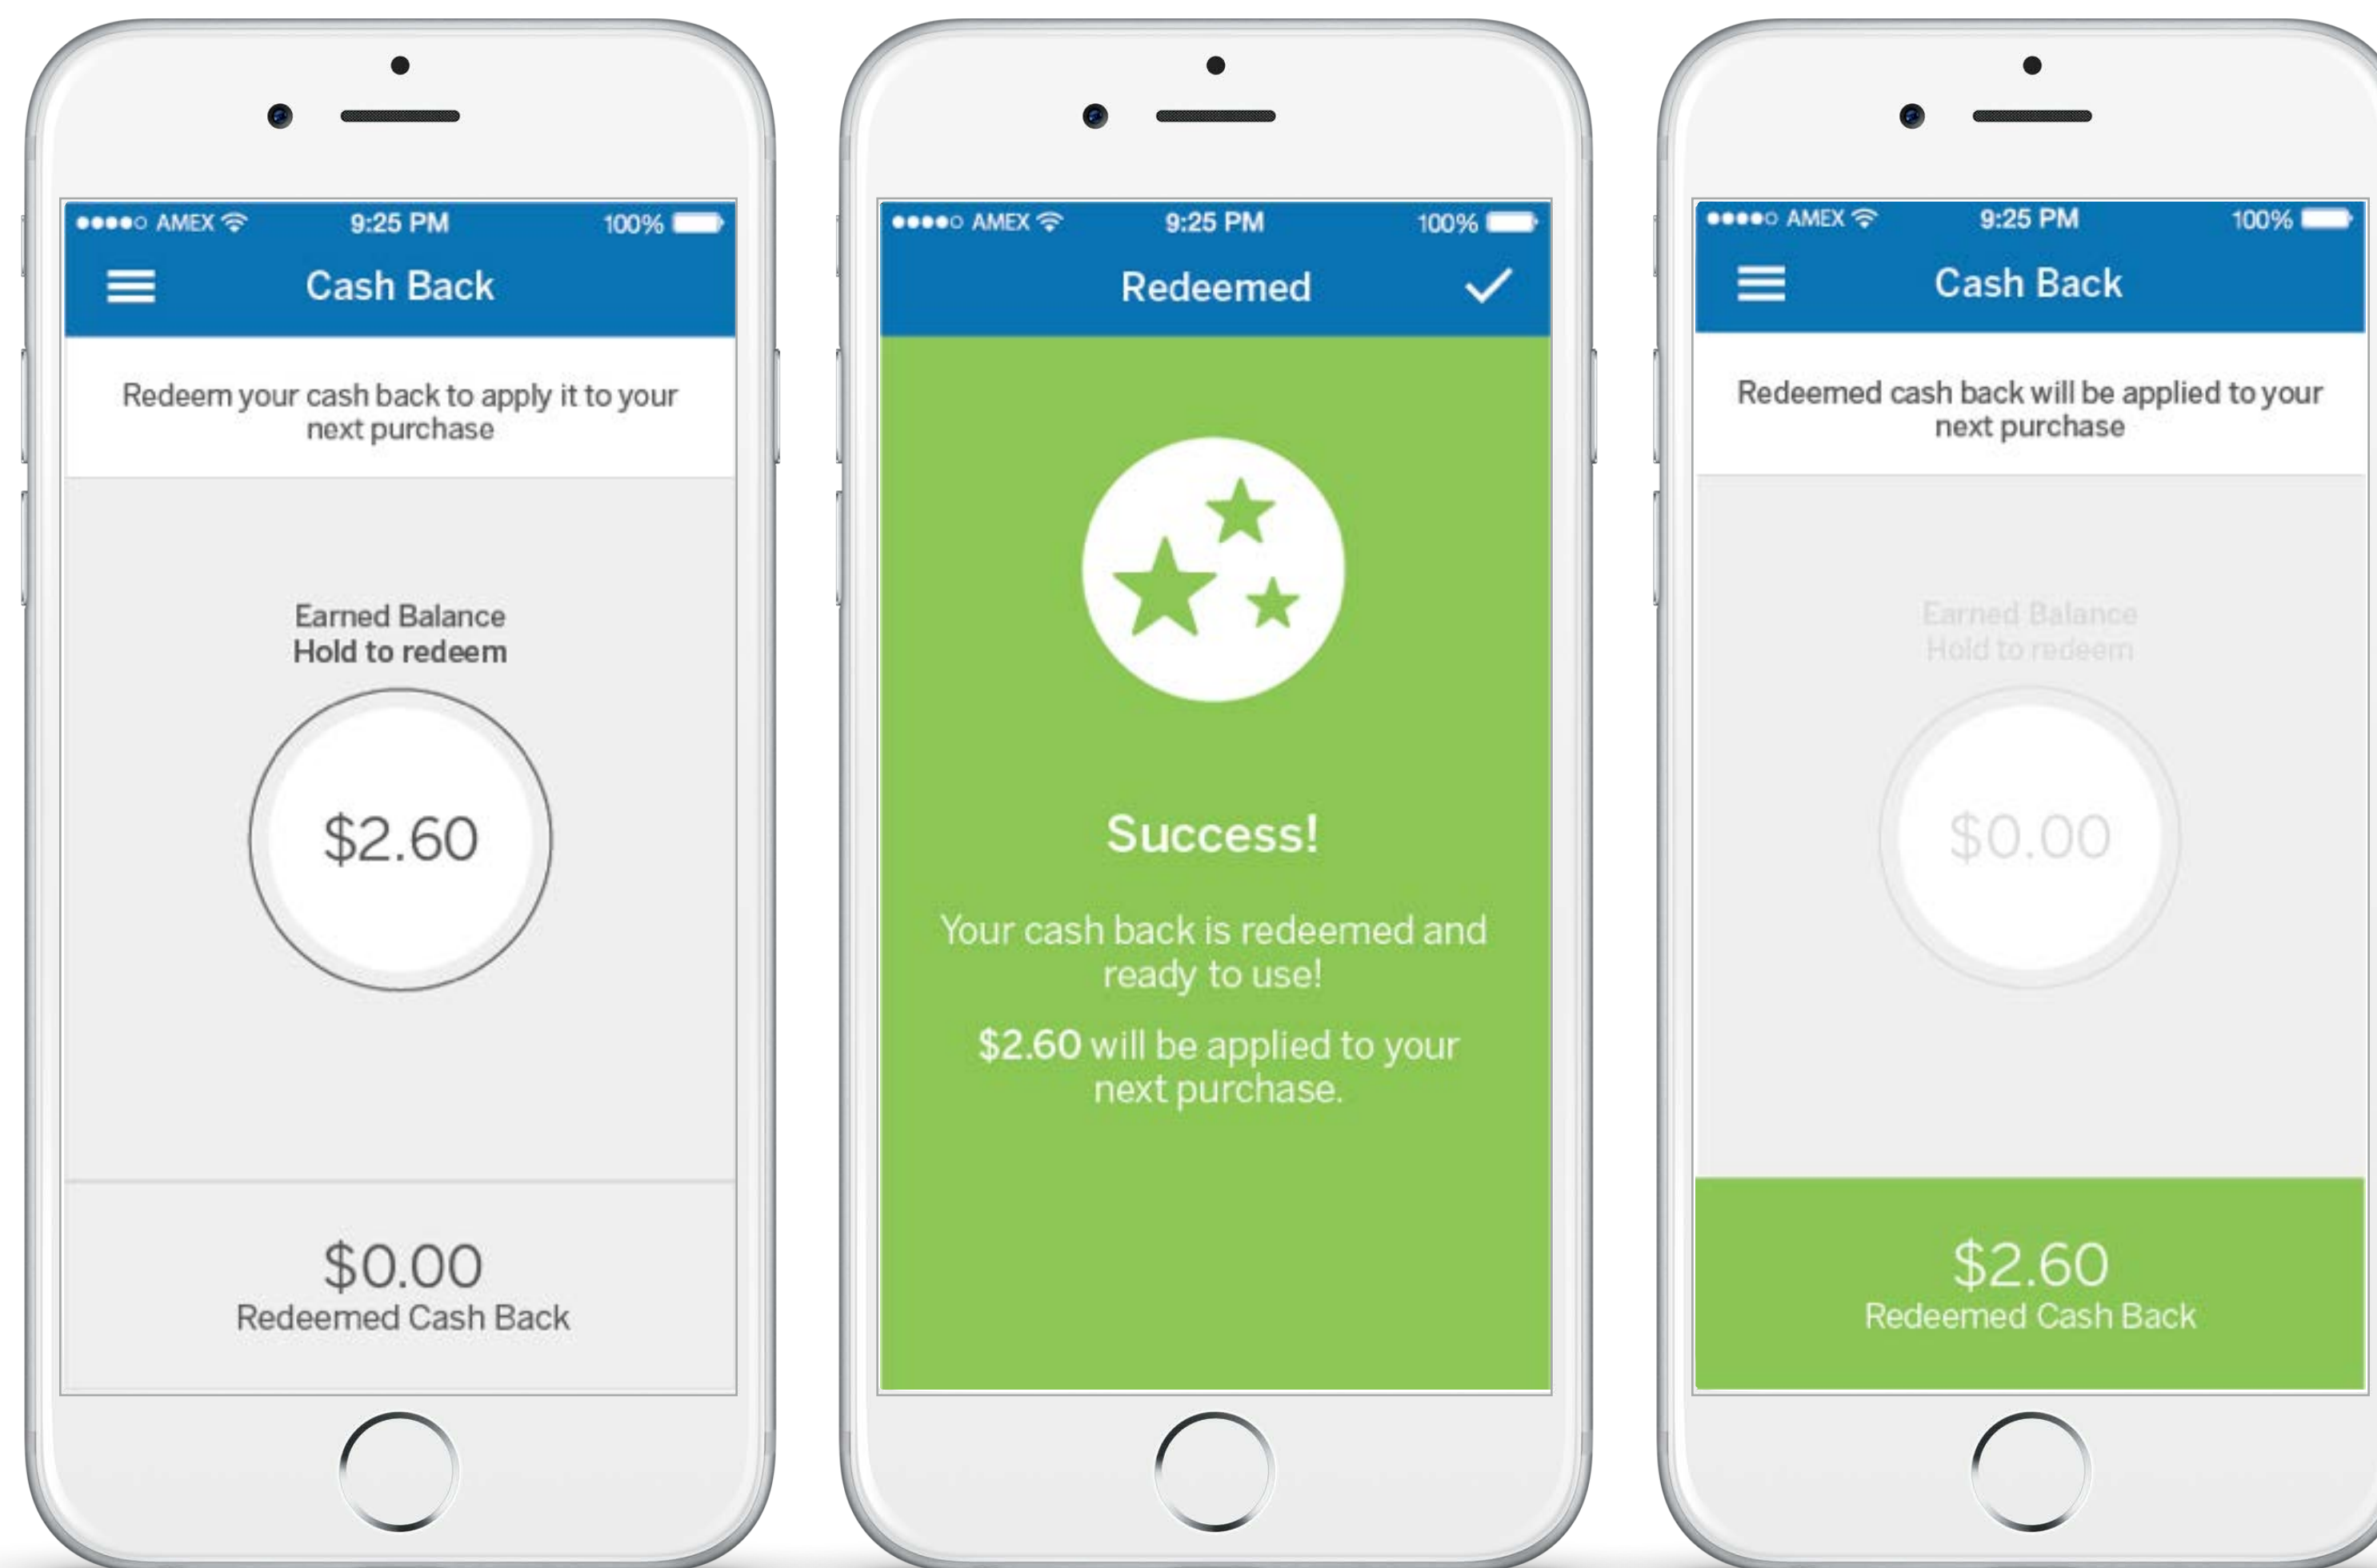 AMEX 9:25 PM 100%
Cash Back
Redeem your cash back to apply it to your
next purchase
Earned Balance
Hold to redeem
$2.60
$0.00
Redeemed Cash Back
AMEX 9:25 PM 100%
Redeemed
Success!
Your cash back is redeemed and
ready to use!
$2.60 will be applied to your
next purchase.
AMEX 9:25 PM 100%
Cash Back
Redeemed cash back will be applied to your
next purchase
Earned Balance
Hold to redeem
$0.00
$2.60
Redeemed Cash Back